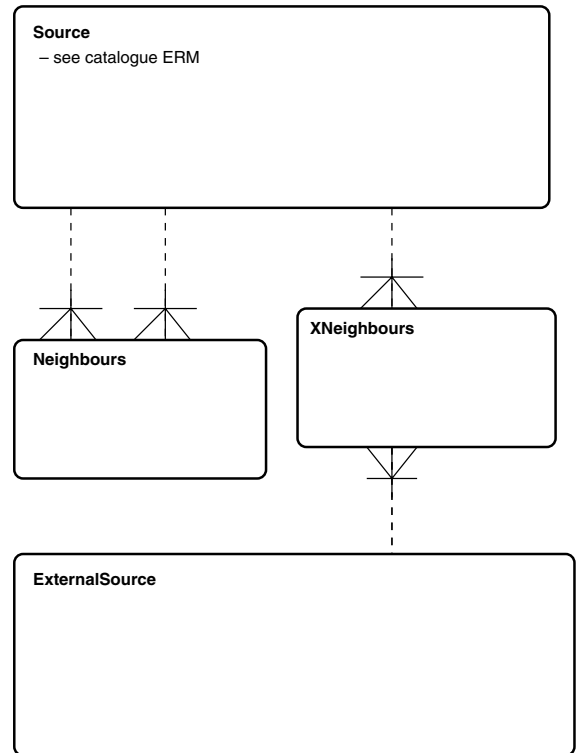 Source
– see catalogue ERM
Neighbours
XNeighbours
ExternalSource